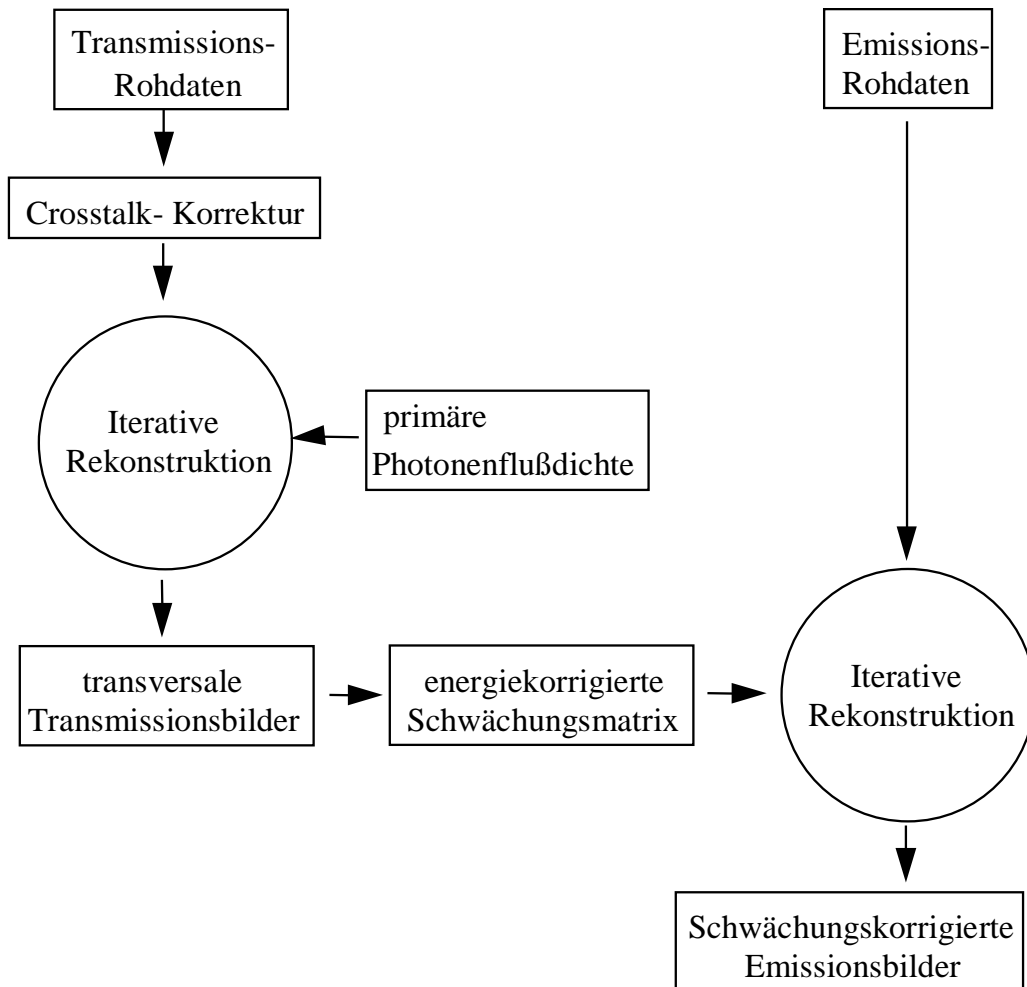 Transmissions-
Rohdaten
Emissions-
Rohdaten
Crosstalk- Korrektur
Iterative
Rekonstruktion
primäre
Photonenflußdichte
transversale
Transmissionsbilder
energiekorrigierte
Schwächungsmatrix
Iterative
Rekonstruktion
Schwächungskorrigierte
Emissionsbilder